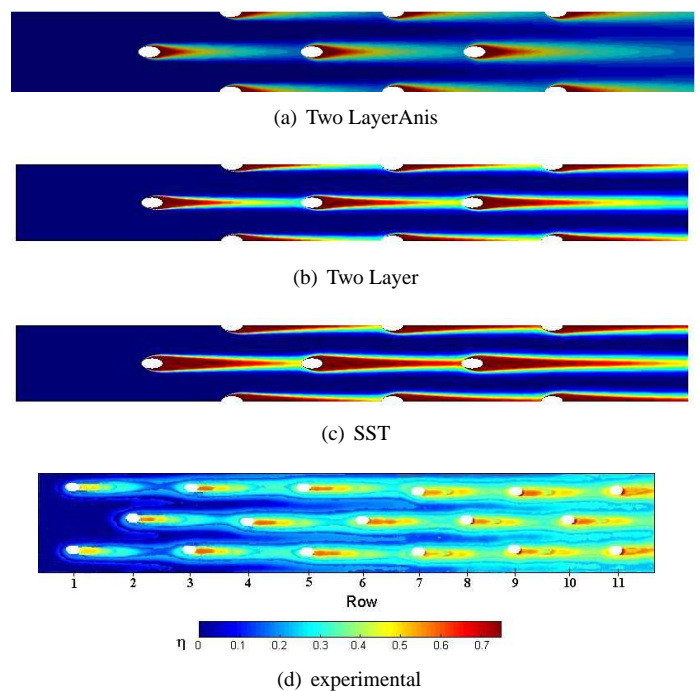 (a) Two LayerAnis
(b) Two Layer
(c) SST
1 2 3 4 5 6 7 8 9 10 11
Row
η 0 0.1 0.2 0.3 0.4 0.5 0.6 0.7
(d) experimental